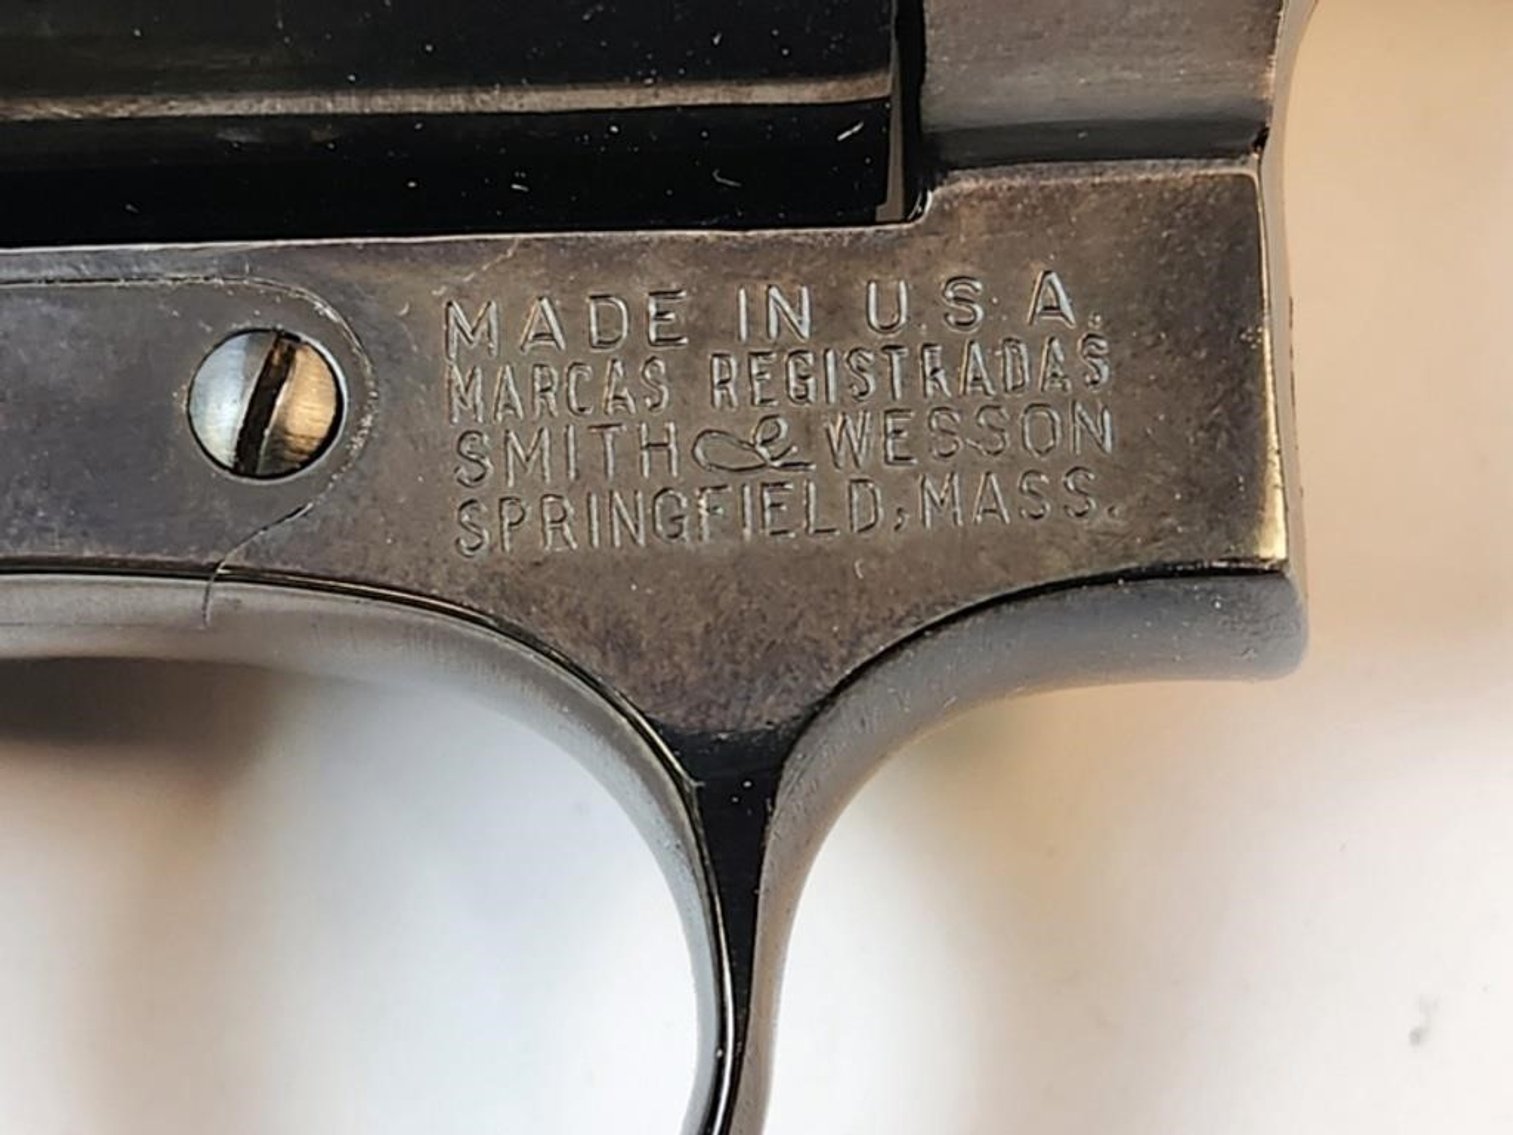 MADE IN U.S.A.
MARCAS REGISTRADAS
SMITH & WESSON
SPRINGFIELD, MASS.